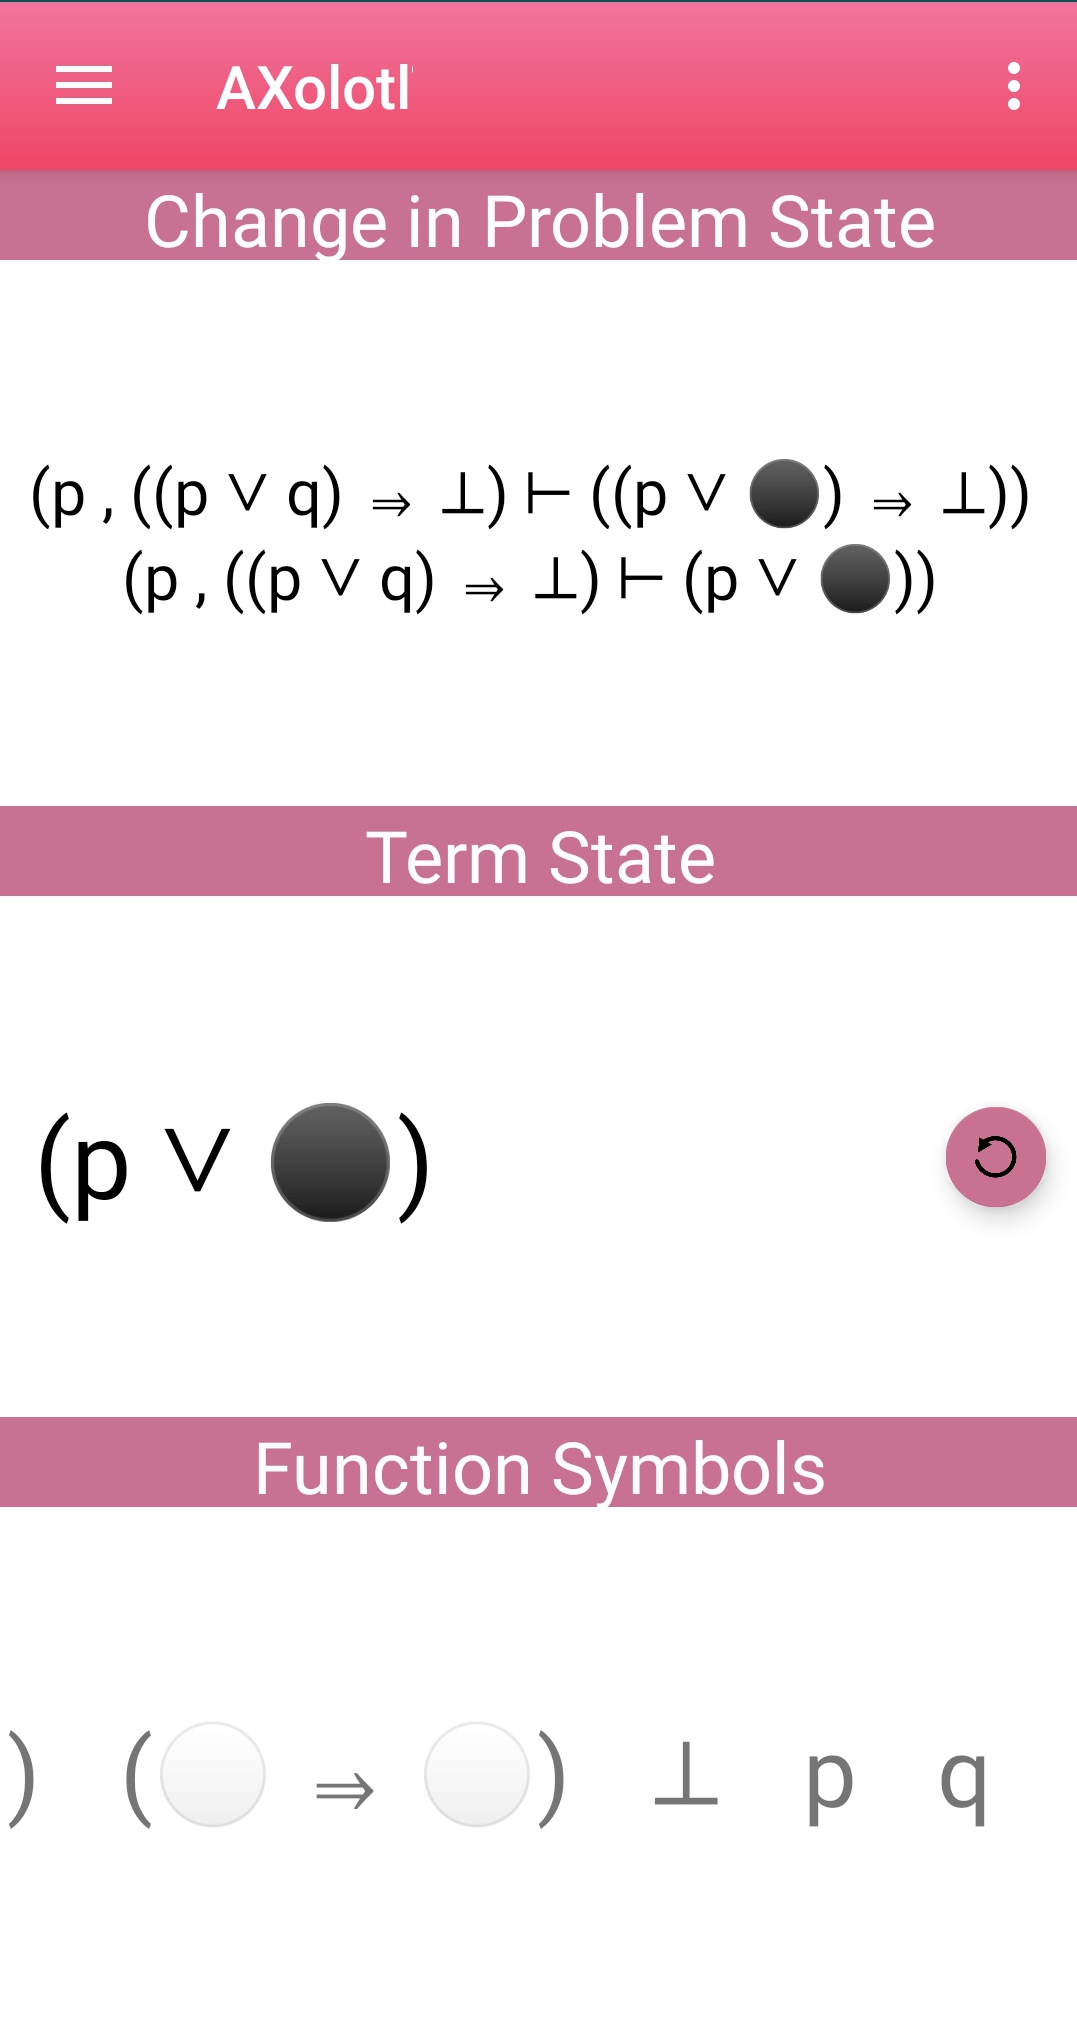 AXolotl
Change in Problem State
(p , ((p ∨ q) ⇒ ⊥) ⊢ ((p ∨ ⚫) ⇒ ⊥))
(p , ((p ∨ q) ⇒ ⊥) ⊢ (p ∨ ⚫))
Term State
(p ∨ ⚫)
Function Symbols
) (⚪ ⇒ ⚪) ⊥ p q